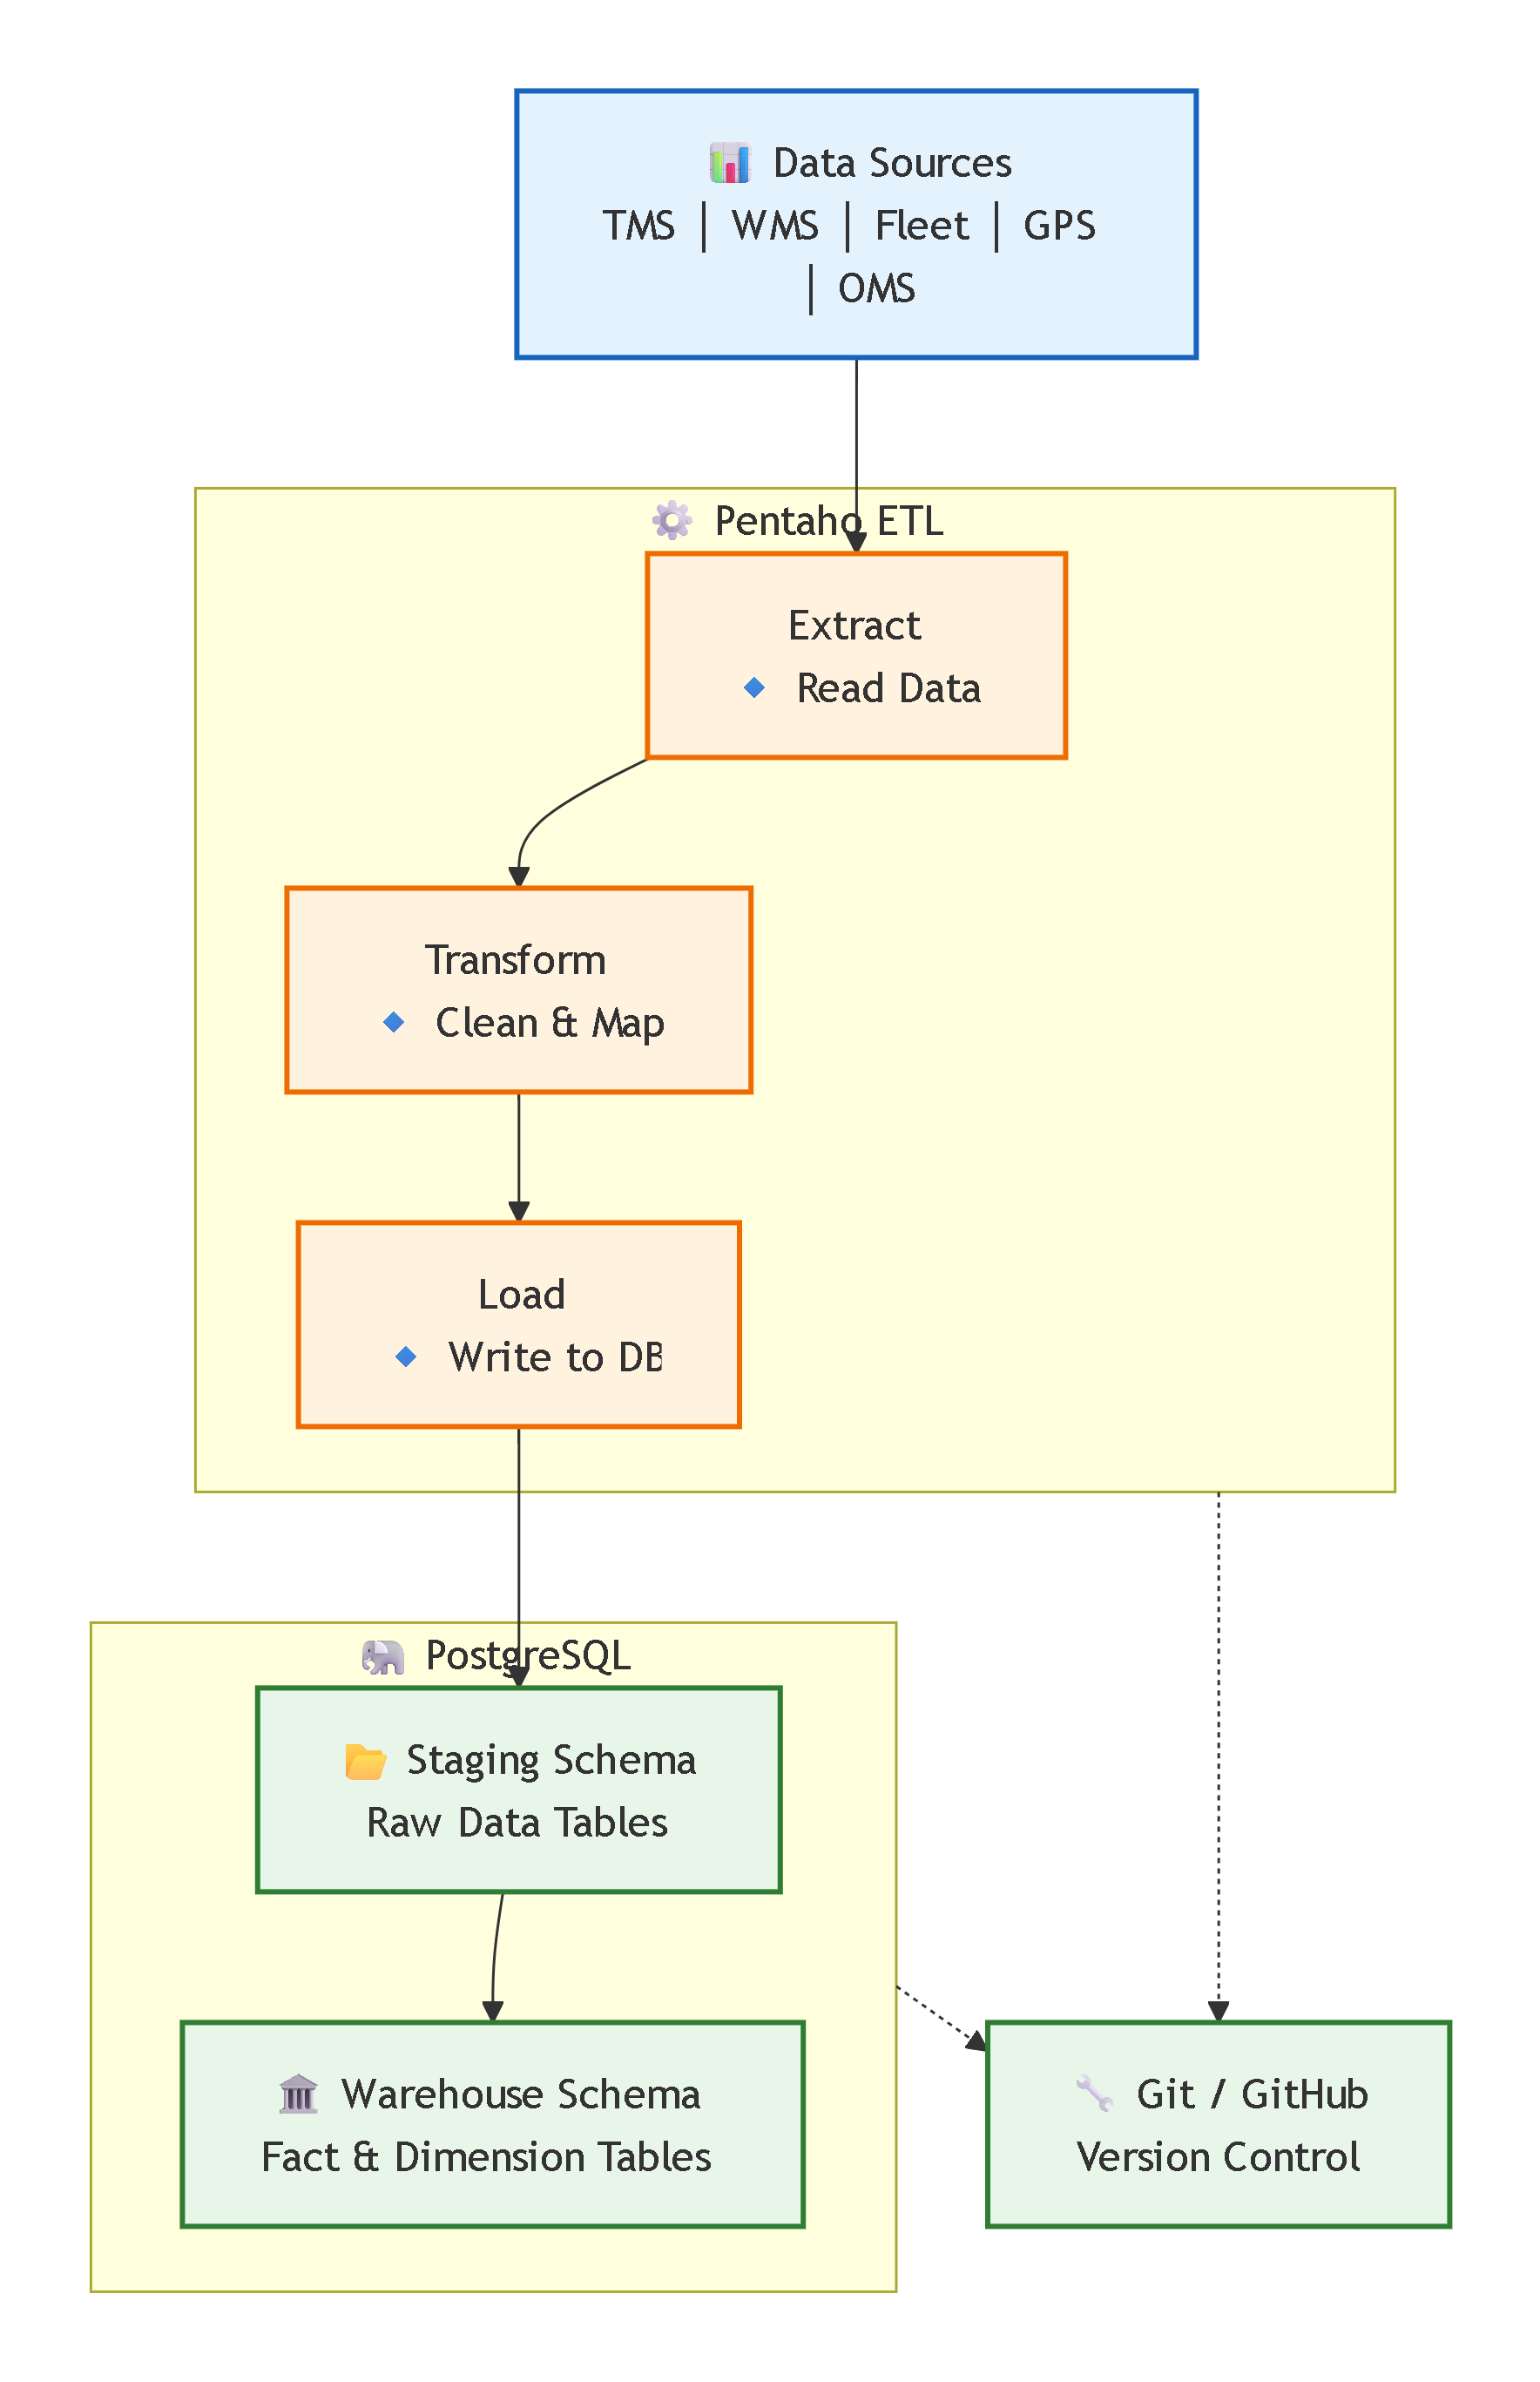 Data Sources
TMS | WMS | Fleet | GPS
| OMS
Pentaho ETL
Extract
Read Data
Transform
Clean & Map
Load
Write to DB
PostgreSQL
Staging Schema
Raw Data Tables
Warehouse Schema
Fact & Dimension Tables
Git / GitHub
Version Control